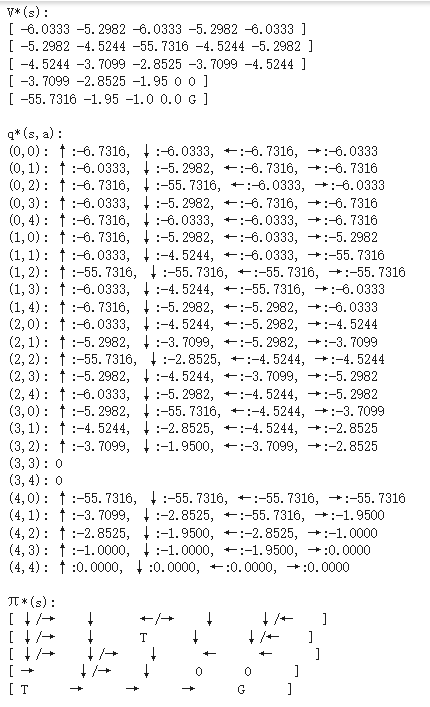 V*(s):
[ -6.0333 -5.2982 -6.0333 -5.2982 -6.0333 ]
[ -5.2982 -4.5244 -55.7316 -4.5244 -5.2982 ]
[ -4.5244 -3.7099 -2.8525 -3.7099 -4.5244 ]
[ -3.7099 -2.8525 -1.95 0 0 ]
[ -55.7316 -1.95 -1.0 0.0 G ]
q*(s,a):
(0,0): ↑:-6.7316, ↓:-6.0333, ←:-6.7316, →:-6.0333
(0,1): ↑:-6.0333, ↓:-5.2982, ←:-6.7316, →:-6.7316
(0,2): ↑:-6.7316, ↓:-55.7316, ←:-6.0333, →:-6.0333
(0,3): ↑:-6.0333, ↓:-5.2982, ←:-6.7316, →:-6.7316
(0,4): ↑:-6.7316, ↓:-6.0333, ←:-6.0333, →:-6.7316
(1,0): ↑:-6.7316, ↓:-5.2982, ←:-6.0333, →:-5.2982
(1,1): ↑:-6.0333, ↓:-4.5244, ←:-6.0333, →:-55.7316
(1,2): ↑:-55.7316, ↓:-55.7316, ←:-55.7316, →:-55.7316
(1,3): ↑:-6.0333, ↓:-4.5244, ←:-55.7316, →:-6.0333
(1,4): ↑:-6.7316, ↓:-5.2982, ←:-5.2982, →:-6.0333
(2,0): ↑:-6.0333, ↓:-4.5244, ←:-5.2982, →:-4.5244
(2,1): ↑:-5.2982, ↓:-3.7099, ←:-5.2982, →:-3.7099
(2,2): ↑:-55.7316, ↓:-2.8525, ←:-4.5244, →:-4.5244
(2,3): ↑:-5.2982, ↓:-4.5244, ←:-3.7099, →:-5.2982
(2,4): ↑:-6.0333, ↓:-5.2982, ←:-4.5244, →:-5.2982
(3,0): ↑:-5.2982, ↓:-55.7316, ←:-4.5244, →:-3.7099
(3,1): ↑:-4.5244, ↓:-2.8525, ←:-4.5244, →:-2.8525
(3,2): ↑:-3.7099, ↓:-1.9500, ←:-3.7099, →:-2.8525
(3,3): 0
(3,4): 0
(4,0): ↑:-55.7316, ↓:-55.7316, ←:-55.7316, →:-55.7316
(4,1): ↑:-3.7099, ↓:-2.8525, ←:-55.7316, →:-1.9500
(4,2): ↑:-2.8525, ↓:-1.9500, ←:-2.8525, →:-1.0000
(4,3): ↑:-1.0000, ↓:-1.0000, ←:-1.9500, →:0.0000
(4,4): ↑:0.0000, ↓:0.0000, ←:0.0000, →:0.0000
π*(s):
[ ↓/→ ↓ ←/→ ↓ ↓/← ]
[ ↓/→ ↓ T ↓ ↓/← ]
[ ↓/→ ↓/→ ↓ ← ← ]
[ → ↓/→ ↓ 0 0 ]
[ T → → → G ]